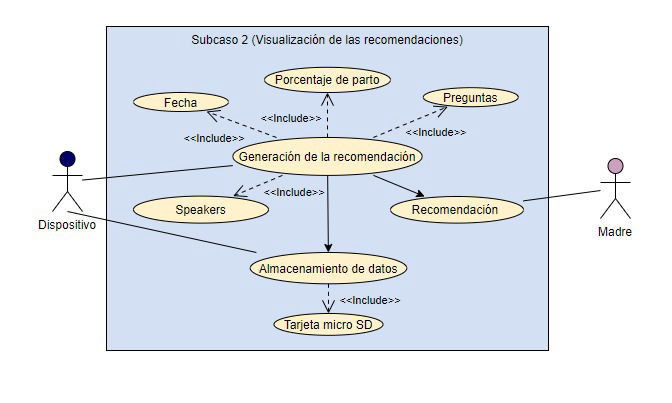 Subcaso 2 (Visualización de las recomendaciones)
Porcentaje de parto
Fecha
Preguntas
<<Include>>
<<Include>>
<<Include>>
Generación de la recomendación
<<Include>>
Speakers
Recomendación
Dispositivo
Madre
Almacenamiento de datos
<<Include>>
Tarjeta micro SD